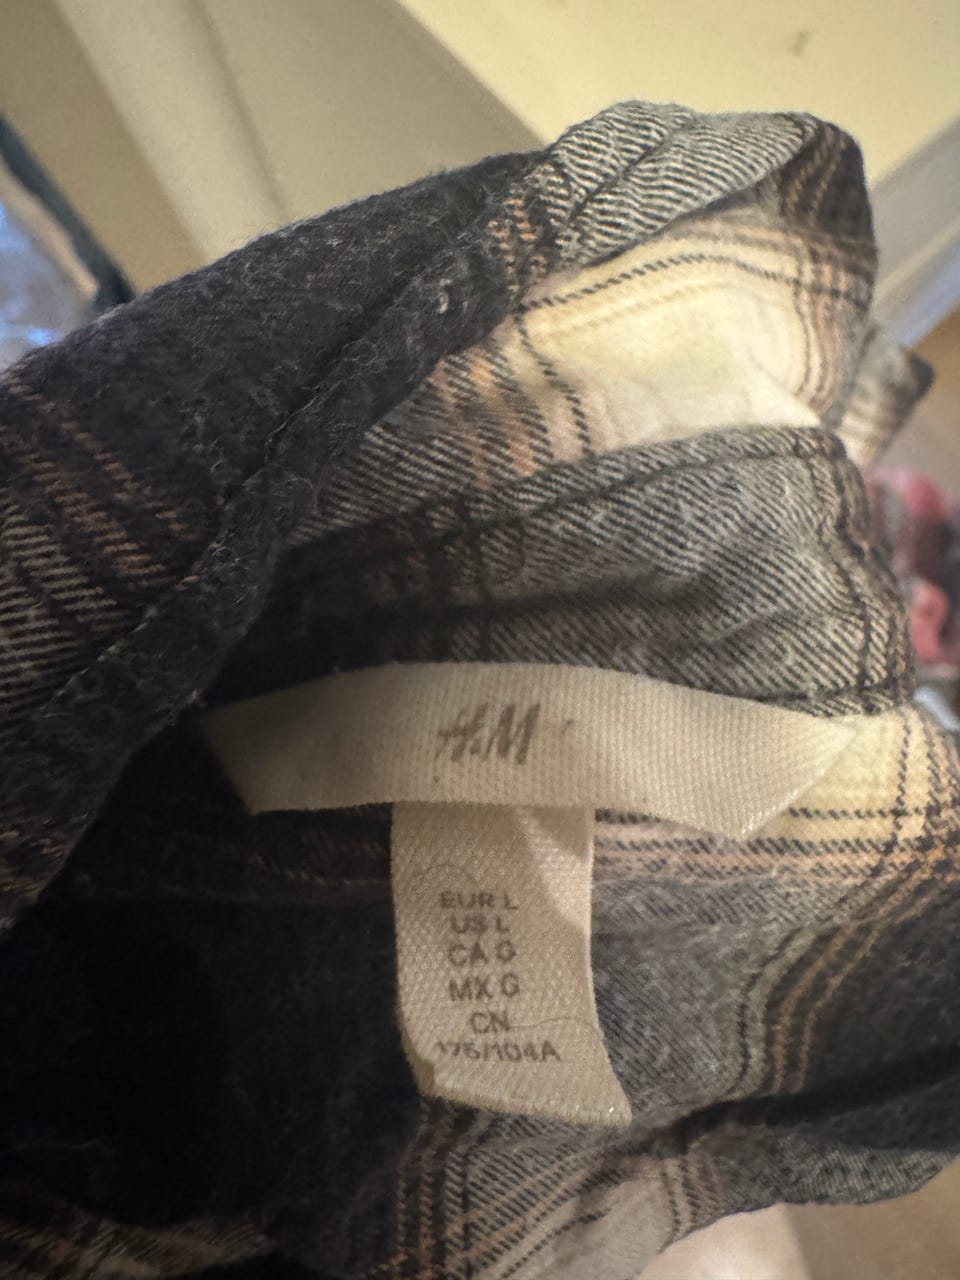 H&M
EUR L
US L
CA G
MX G
CN
175/104A